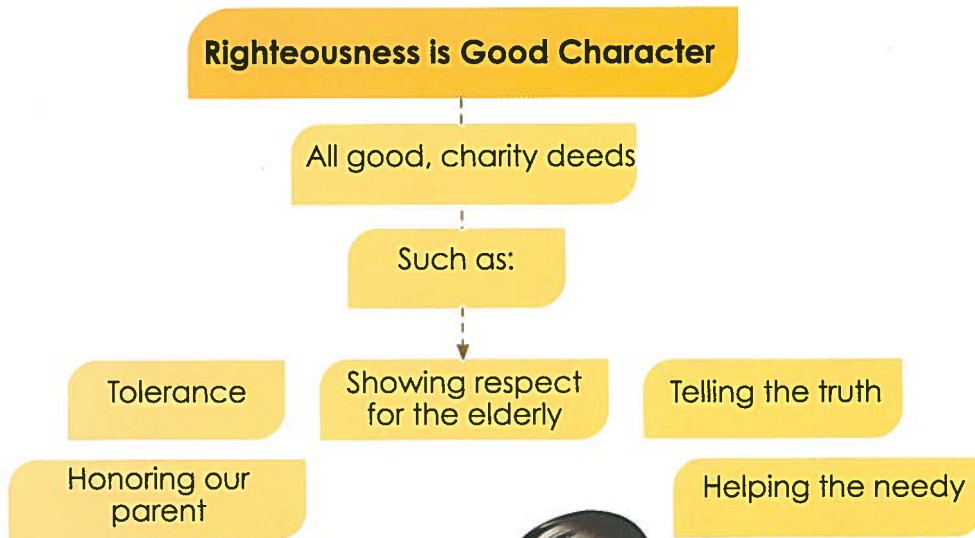 Righteousness is Good Character
All good, charity deeds
Such as:
Tolerance
Showing respect
for the elderly
Telling the truth
Honoring our
parent
Helping the needy